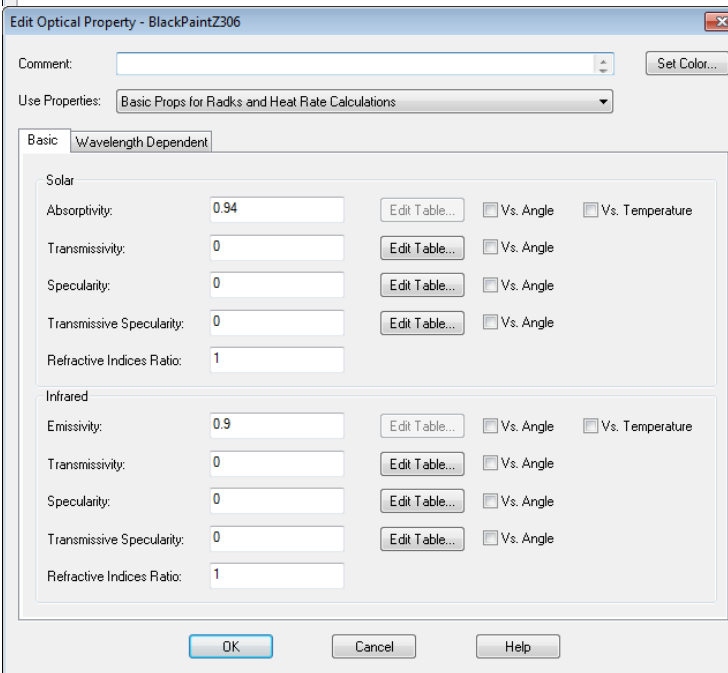 Edit Optical Property - BlackPaintZ306
Comment: Set Color...
Use Properties: Basic Props for Radks and Heat Rate Calculations
Basic Wavelength Dependent
Solar
Absorptivity: 0.94 Edit Table... Vs. Angle Vs. Temperature
Transmissivity: 0 Edit Table... Vs. Angle
Specularity: 0 Edit Table... Vs. Angle
Transmissive Specularity: 0 Edit Table... Vs. Angle
Refractive Indices Ratio: 1
Infrared
Emissivity: 0.9 Edit Table... Vs. Angle Vs. Temperature
Transmissivity: 0 Edit Table... Vs. Angle
Specularity: 0 Edit Table... Vs. Angle
Transmissive Specularity: 0 Edit Table... Vs. Angle
Refractive Indices Ratio: 1
OK Cancel Help